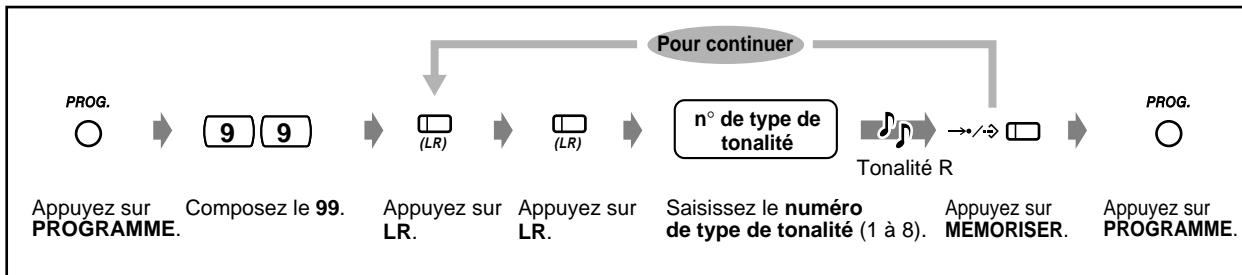 Pour continuer
PROG.
9 9
(LR)
(LR)
n° de type de
tonalité
Tonalité R
PROG.
Appuyez sur
PROGRAMME.
Composez le 99.
Appuyez sur
LR.
Appuyez sur
LR.
Saisissez le numéro
de type de tonalité (1 à 8).
Appuyez sur
MEMORISER.
Appuyez sur
PROGRAMME.